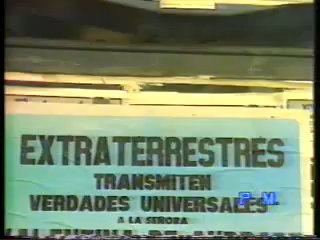 EXTRATERRESTRES
TRANSMITEN
VERDADES UNIVERSALES
P.M.
A LA SEÑORA